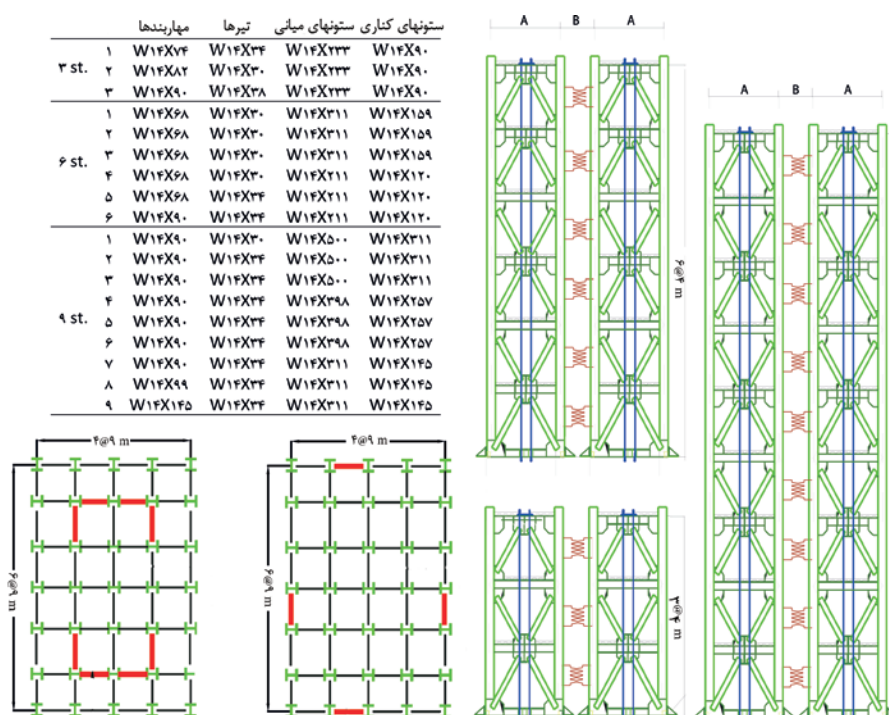 ستونهای کناری ستونهای میانی تیرها مهاربندها
۱ W۱۴X۷۴ W۱۴X۳۴ W۱۴X۲۳۳ W۱۴X۹۰
۳ st. ۲ W۱۴X۸۲ W۱۴X۳۰ W۱۴X۲۳۳ W۱۴X۹۰
۳ W۱۴X۹۰ W۱۴X۳۸ W۱۴X۲۳۳ W۱۴X۹۰
۱ W۱۴X۶۸ W۱۴X۳۰ W۱۴X۳۱۱ W۱۴X۱۵۹
۲ W۱۴X۶۸ W۱۴X۳۰ W۱۴X۳۱۱ W۱۴X۱۵۹
۶ st. ۳ W۱۴X۶۸ W۱۴X۳۰ W۱۴X۳۱۱ W۱۴X۱۵۹
۴ W۱۴X۶۸ W۱۴X۳۰ W۱۴X۲۱۱ W۱۴X۱۲۰
۵ W۱۴X۶۸ W۱۴X۳۴ W۱۴X۲۱۱ W۱۴X۱۲۰
۶ W۱۴X۹۰ W۱۴X۳۴ W۱۴X۲۱۱ W۱۴X۱۲۰
۱ W۱۴X۹۰ W۱۴X۳۰ W۱۴X۵۰۰ W۱۴X۳۱۱
۲ W۱۴X۹۰ W۱۴X۳۴ W۱۴X۵۰۰ W۱۴X۳۱۱
۳ W۱۴X۹۰ W۱۴X۳۴ W۱۴X۵۰۰ W۱۴X۳۱۱
۴ W۱۴X۹۰ W۱۴X۳۴ W۱۴X۳۹۸ W۱۴X۲۵۷
۹ st. ۵ W۱۴X۹۰ W۱۴X۳۴ W۱۴X۳۹۸ W۱۴X۲۵۷
۶ W۱۴X۹۰ W۱۴X۳۴ W۱۴X۳۹۸ W۱۴X۲۵۷
۷ W۱۴X۹۰ W۱۴X۳۴ W۱۴X۳۱۱ W۱۴X۱۴۵
۸ W۱۴X۹۹ W۱۴X۳۴ W۱۴X۳۱۱ W۱۴X۱۴۵
۹ W۱۴X۱۴۵ W۱۴X۳۴ W۱۴X۳۱۱ W۱۴X۱۴۵
A B A
۶@۴ m
A B A
۴@۹ m
۶@۹ m
۴@۹ m
۶@۹ m
۳@۴ m